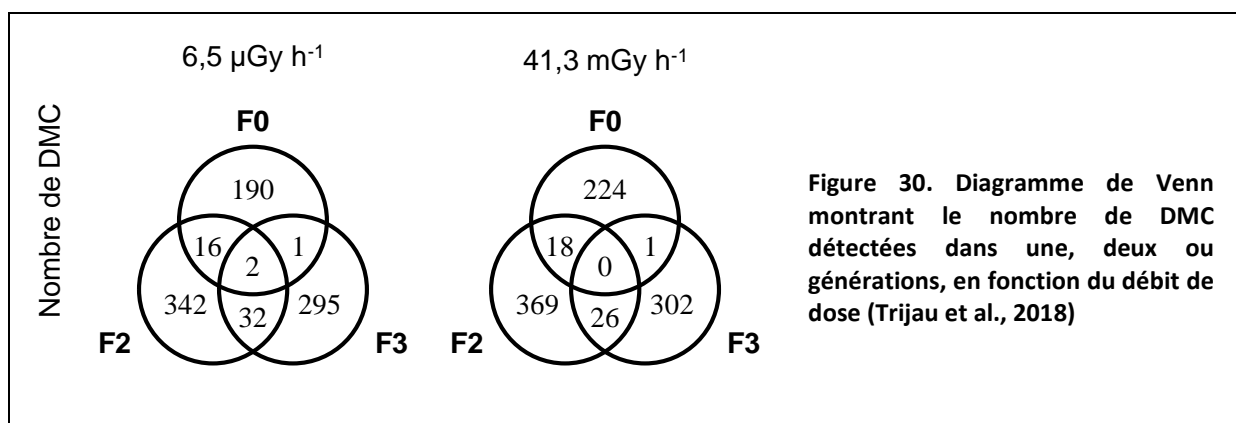 6,5 µGy h-1
41,3 mGy h-1
Nombre de DMC
F0
190
16
1
2
342
32
295
F2
F3
F0
224
18
0
1
369
26
302
F2
F3
Figure 30. Diagramme de Venn
montrant le nombre de DMC
détectées dans une, deux ou
générations, en fonction du débit de
dose (Trijau et al., 2018)